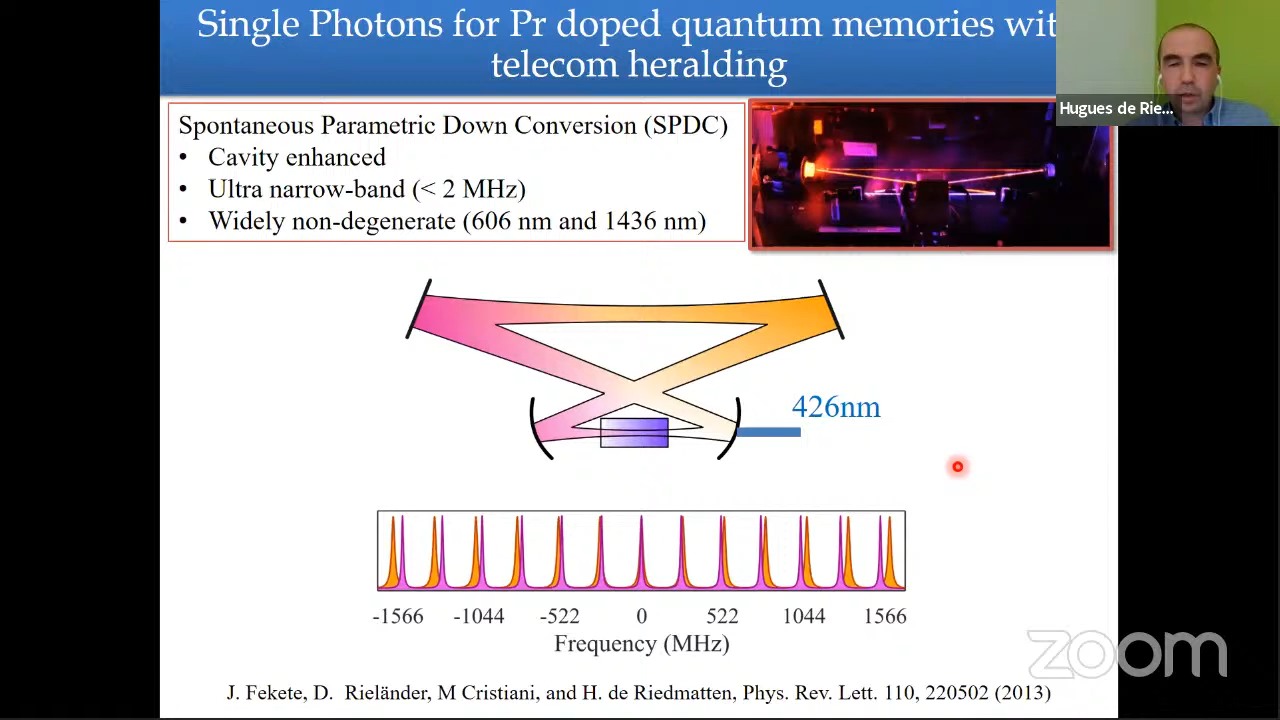 Single Photons for Pr doped quantum memories wit
telecom heralding
Hugues de Rie...
Spontaneous Parametric Down Conversion (SPDC)
• Cavity enhanced
• Ultra narrow-band (< 2 MHz)
• Widely non-degenerate (606 nm and 1436 nm)
426nm
-1566 -1044 -522 0 522 1044 1566
Frequency (MHz)
zoom
J. Fekete, D. Rieländer, M Cristiani, and H. de Riedmatten, Phys. Rev. Lett. 110, 220502 (2013)